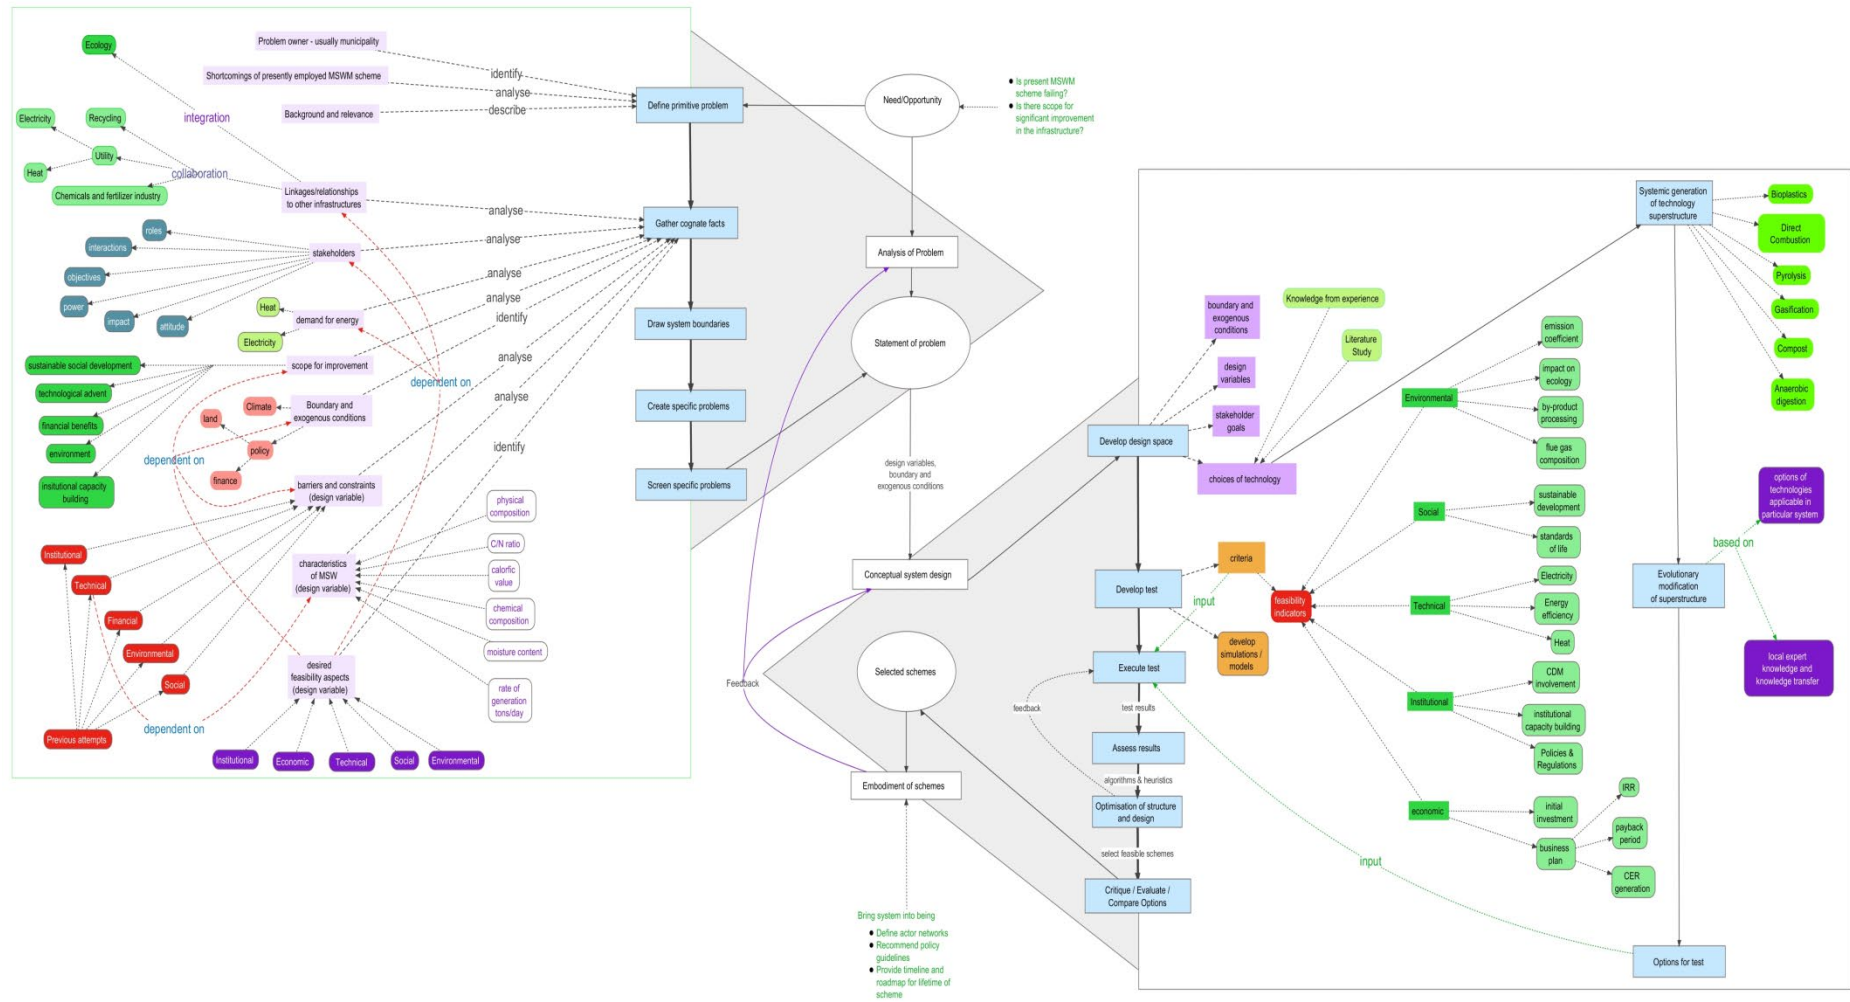 Ecology
Problem owner - usually municipality
Shortcomings of presently employed MSWM scheme
Background and relevance
identify
analyse
describe
Define primitive problem
Need/Opportunity
Is present MSWM
scheme failing?
Is there scope for
significant improvement
in the infrastructure?
integration
Electricity
Recycling
Utility
Heat
collaboration
Chemicals and fertilizer industry
Linkages/relationships
to other infrastructures
analyse
Gather cognate facts
roles
interactions
objectives
power
impact
attitude
stakeholders
analyse
analyse
Heat
demand for energy
Electricity
analyse
identify
Draw system boundaries
Analysis of Problem
Statement of problem
sustainable social development
technological advent
financial benefits
environment
insitutional capacity
building
scope for improvement
analyse
dependent on
Climate
land
policy
finance
Boundary and
exogenous conditions
analyse
Create specific problems
dependent on
identify
barriers and constraints
(design variable)
Screen specific problems
design variables,
boundary and
exogenous conditions
physical
composition
C/N ratio
calorfic
value
chemical
composition
moisture content
rate of
generation
tons/day
characteristics
of MSW
(design variable)
Institutional
Technical
Financial
Environmental
Social
Previous attempts
dependent on
desired
feasibility aspects
(design variable)
Institutional
Economic
Technical
Social
Environmental
Conceptual system design
Selected schemes
Feedback
Embodiment of schemes
Bring system into being
Define actor networks
Recommend policy
guidelines
Provide timeline and
roadmap for lifetime of
scheme
boundary and
exogenous
conditions
design
variables
stakeholder
goals
choices of technology
Knowledge from experience
Literature
Study
Develop design space
Develop test
criteria
input
develop
simulations /
models
Execute test
feedback
test results
Assess results
algorithms & heuristics
Optimisation of structure
and design
select feasible schemes
Critique / Evaluate /
Compare Options
feasibility
indicators
Environmental
emission
coefficient
impact on
ecology
by-product
processing
flue gas
composition
Social
sustainable
development
standards
of life
Technical
Electricity
Energy
efficiency
Heat
Institutional
CDM
involvement
institutional
capacity building
Policies &
Regulations
economic
initial
investment
business
plan
IRR
payback
period
CER
generation
input
Systemic generation
of technology
superstructure
Bioplastics
Direct
Combustion
Pyrolysis
Gasification
Compost
Anaerobic
digestion
options of
technologies
applicable in
particular system
based on
Evolutionary
modification
of superstructure
local expert
knowledge and
knowledge transfer
Options for test